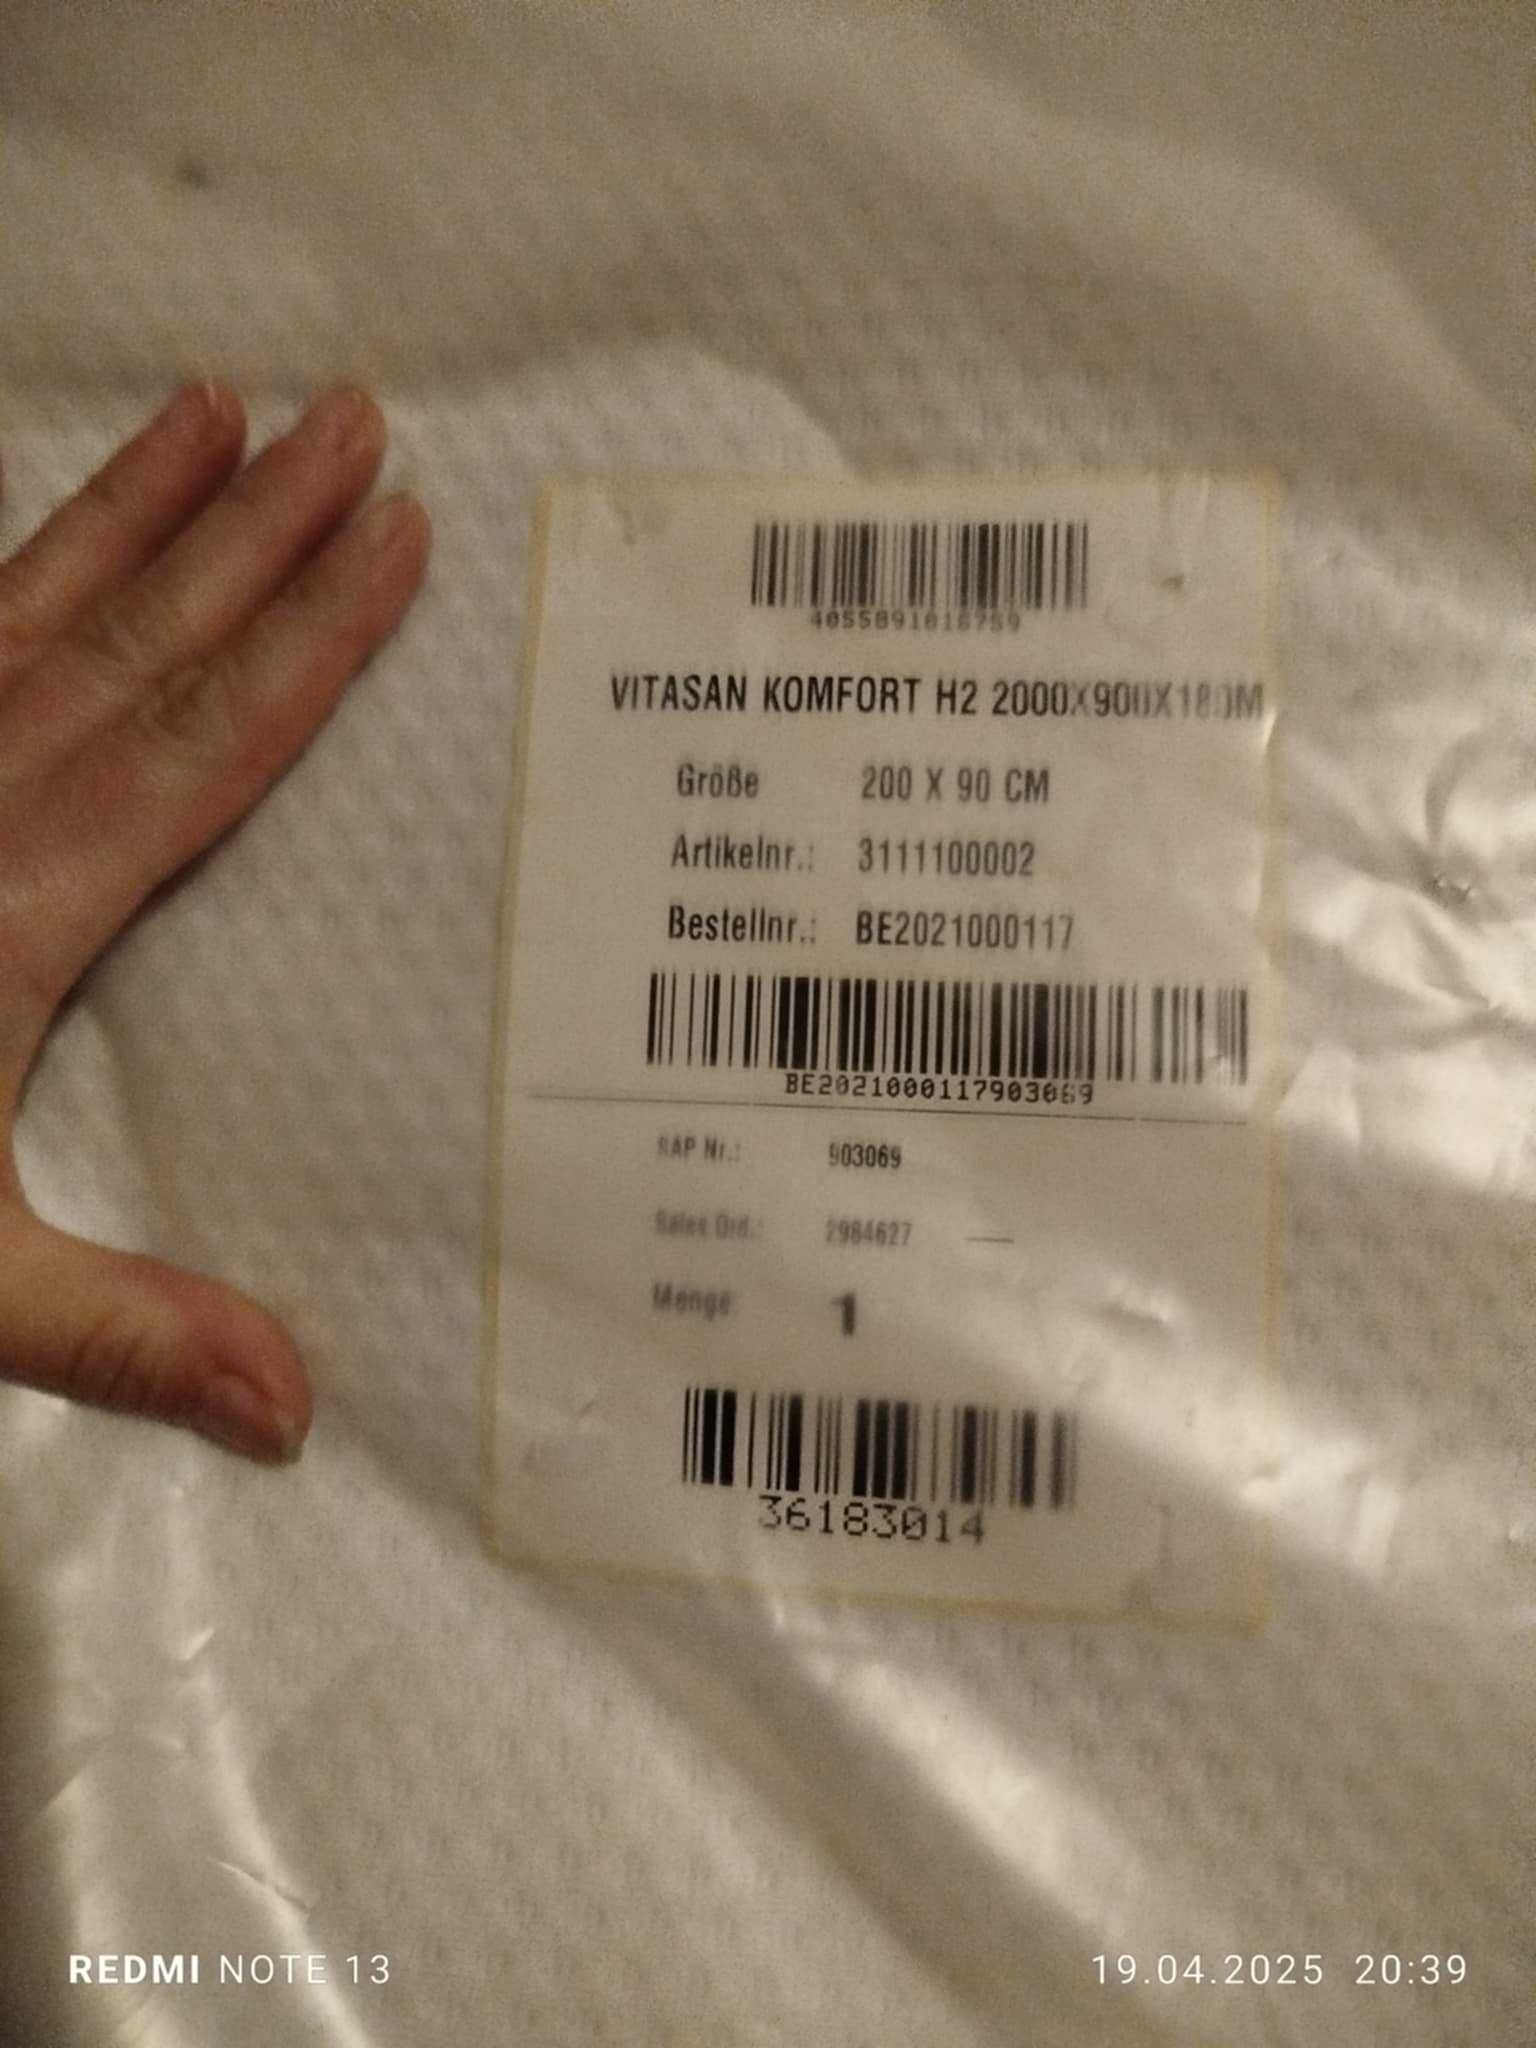 VITASAN KOMFORT H2 2000X900X180M
Größe 200 X 90 CM
Artikelnr.: 3111100002
Bestellnr.: BE2021000117
BE2021000117903069
SAP Nr.: 903069
Sales Ord.: 2984627
Menge 1
36183014
REDMI NOTE 13
19.04.2025 20:39